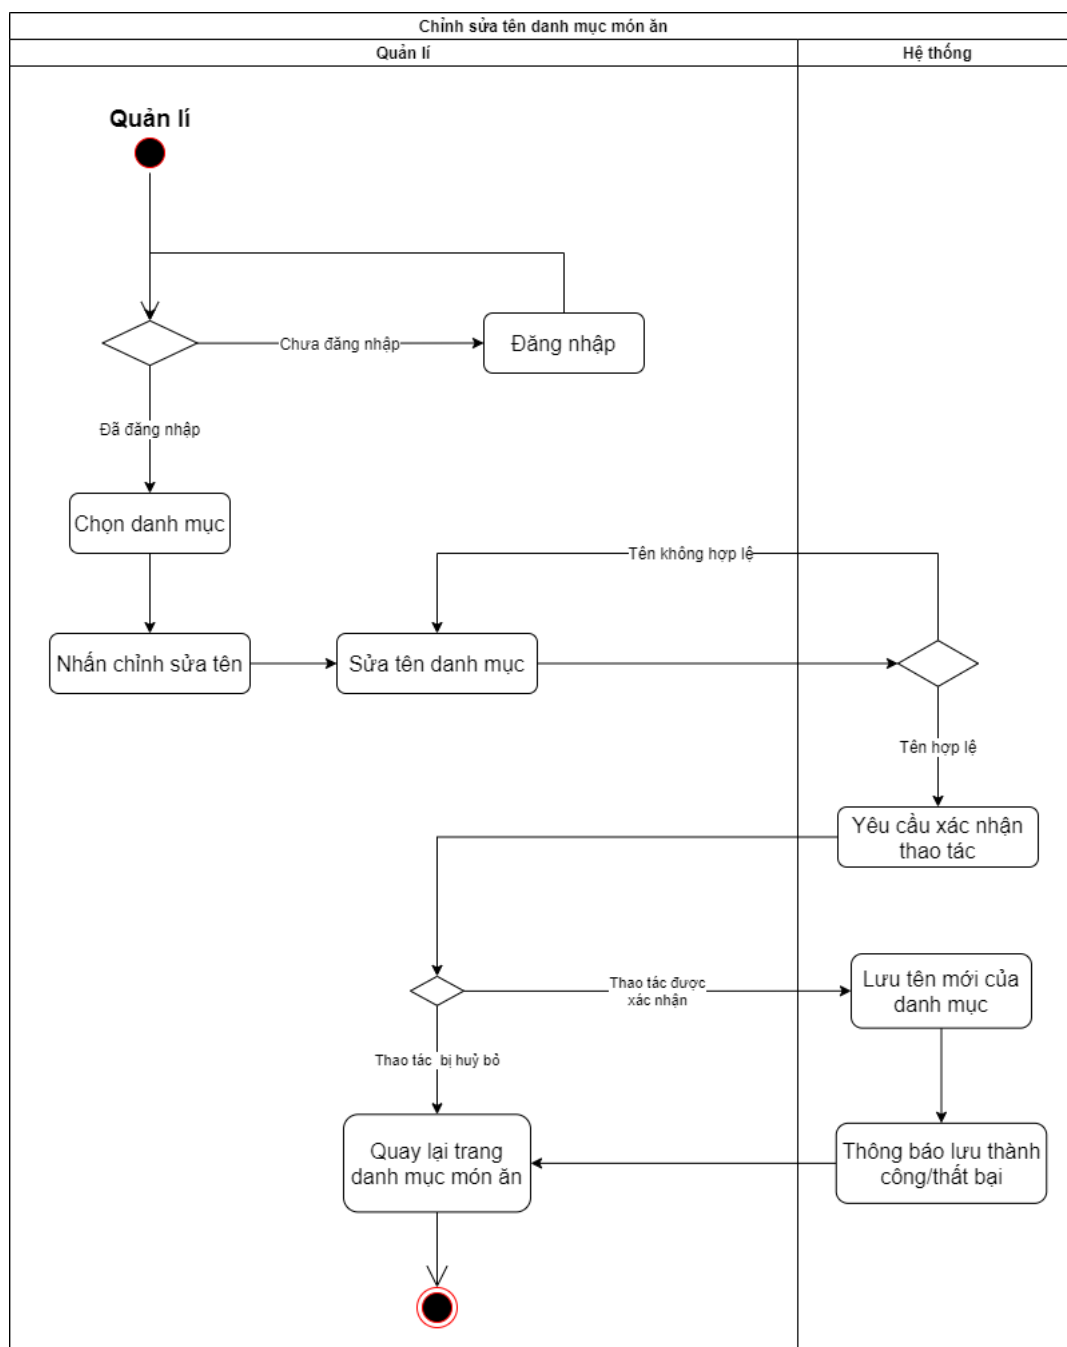 Chỉnh sửa tên danh mục món ăn
Quản lí
Hệ thống
Quản lí
Chưa đăng nhập
Đăng nhập
Đã đăng nhập
Chọn danh mục
Tên không hợp lệ
Nhấn chỉnh sửa tên
Sửa tên danh mục
Tên hợp lệ
Yêu cầu xác nhận
thao tác
Thao tác được
xác nhận
Lưu tên mới của
danh mục
Thao tác bị huỷ bỏ
Quay lại trang
danh mục món ăn
Thông báo lưu thành
công/thất bại